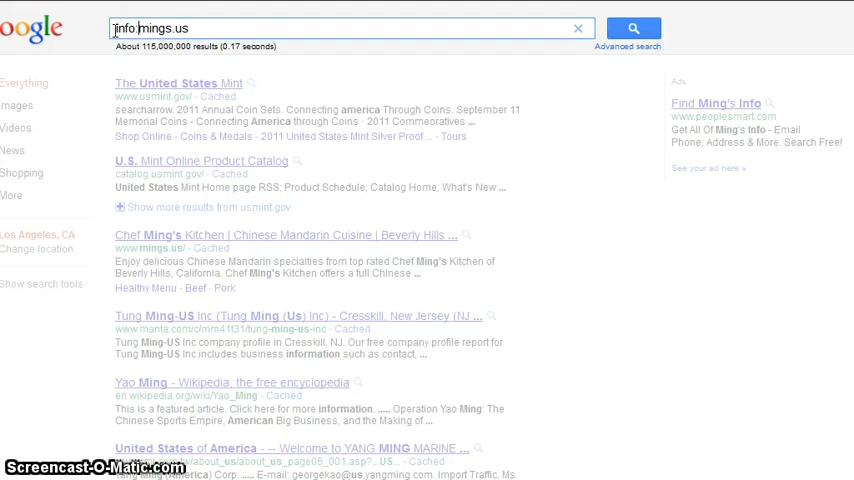 oogle
info:mings.us
About 115,000,000 results (0.17 seconds)
Advanced search
Everything
Images
Videos
News
Shopping
More
Los Angeles, CA
Change location
Show search tools
The United States Mint
www.usmint.gov/ - Cached
searcharrow. 2011 Annual Coin Sets. Connecting america Through Coins. September 11
Memorial Coins - Connecting America through Coins · 2011 Commemoratives ...
Shop Online - Coins & Medals - 2011 United States Mint Silver Proof ... - Tours
U.S. Mint Online Product Catalog
catalog.usmint.gov/ - Cached
United States Mint Home page RSS; Product Schedule; Catalog Home; What's New ...
Show more results from usmint.gov
Chef Ming's Kitchen | Chinese Mandarin Cuisine | Beverly Hills ...
www.mings.us/ - Cached
Enjoy delicious Chinese Mandarin specialties from top rated Chef Ming's Kitchen of
Beverly Hills, California. Chef Ming's Kitchen offers a full Chinese ...
Healthy Menu - Beef - Pork
Tung Ming-US Inc (Tung Ming (Us) Inc) - Cresskill, New Jersey (NJ ...
www.manta.com/c/mm41t31/tung-ming-us-inc - Cached
Tung Ming-US Inc company profile in Cresskill, NJ. Our free company profile report for
Tung Ming-US Inc includes business information such as contact, ...
Yao Ming - Wikipedia, the free encyclopedia
en.wikipedia.org/wiki/Yao_Ming - Cached
This is a featured article. Click here for more information. ..... Operation Yao Ming: The
Chinese Sports Empire, American Big Business, and the Making of ...
United States of America - -- Welcome to YANG MING MARINE ...
.tw/about_us/about_us_page05_001.asp?...US... - Cached
America) Corp. .... E-mail: georgekao@us.yangming.com. Import Traffic, Ms.
Ads
Find Ming's Info
www.peoplesmart.com
Get All Of Ming's Info - Email
Phone, Address & More. Search Free!
See your ad here »
Screencast-O-Matic.com